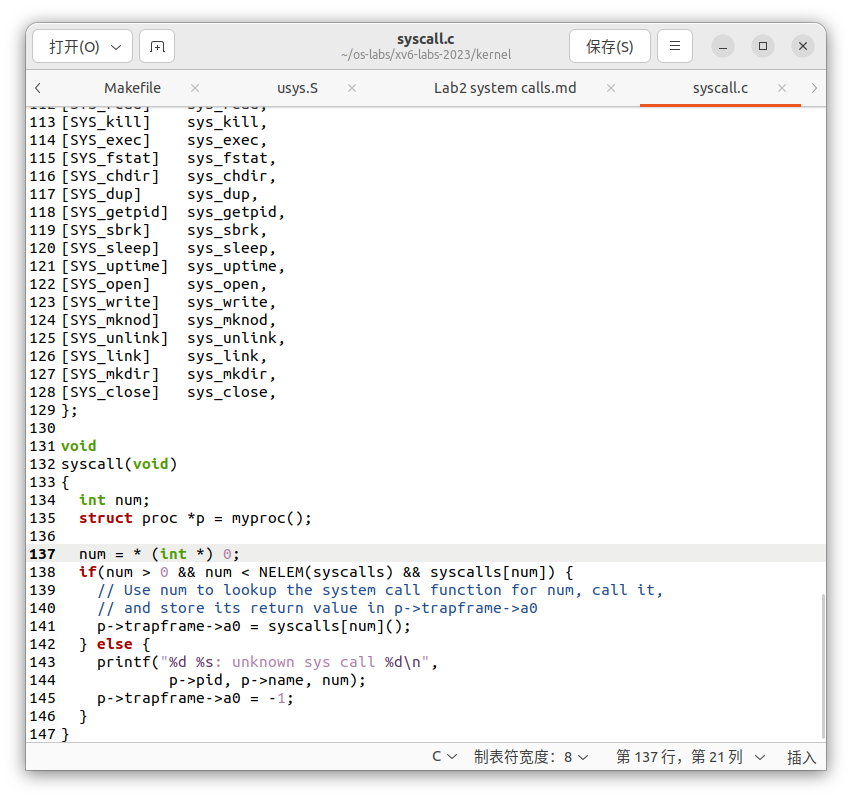 打开(O)
syscall.c
~/os-labs/xv6-labs-2023/kernel
保存(S)
Makefile
usys.S
Lab2 system calls.md
syscall.c
113 [SYS_kill]    sys_kill,
114 [SYS_exec]    sys_exec,
115 [SYS_fstat]   sys_fstat,
116 [SYS_chdir]   sys_chdir,
117 [SYS_dup]     sys_dup,
118 [SYS_getpid]  sys_getpid,
119 [SYS_sbrk]    sys_sbrk,
120 [SYS_sleep]   sys_sleep,
121 [SYS_uptime]  sys_uptime,
122 [SYS_open]    sys_open,
123 [SYS_write]   sys_write,
124 [SYS_mknod]   sys_mknod,
125 [SYS_unlink]  sys_unlink,
126 [SYS_link]    sys_link,
127 [SYS_mkdir]   sys_mkdir,
128 [SYS_close]   sys_close,
129 };
130
131 void
132 syscall(void)
133 {
134   int num;
135   struct proc *p = myproc();
136
137   num = * (int *) 0;
138   if(num > 0 && num < NELEM(syscalls) && syscalls[num]) {
139     // Use num to lookup the system call function for num, call it,
140     // and store its return value in p->trapframe->a0
141     p->trapframe->a0 = syscalls[num]();
142   } else {
143     printf("%d %s: unknown sys call %d\n",
144             p->pid, p->name, num);
145     p->trapframe->a0 = -1;
146   }
147 }
C
制表符宽度：8
第 137 行，第 21 列
插入